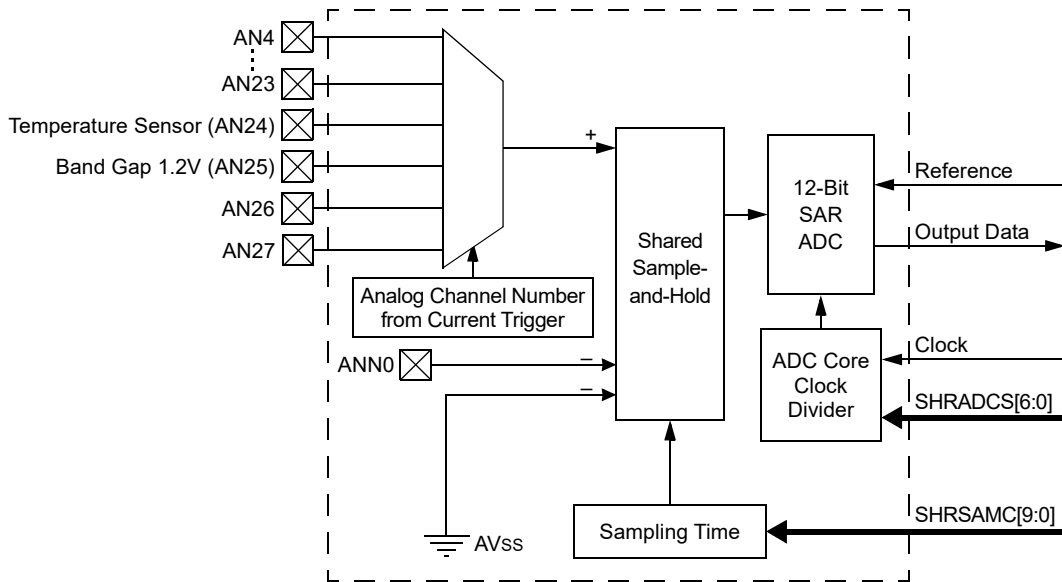 AN4
AN23
Temperature Sensor (AN24)
Band Gap 1.2V (AN25)
AN26
AN27
Analog Channel Number
from Current Trigger
ANN0
+
–
–
AVSS
Shared
Sample-
and-Hold
Sampling Time
12-Bit
SAR
ADC
ADC Core
Clock
Divider
Reference
Output Data
Clock
SHRADCS[6:0]
SHRSAMC[9:0]